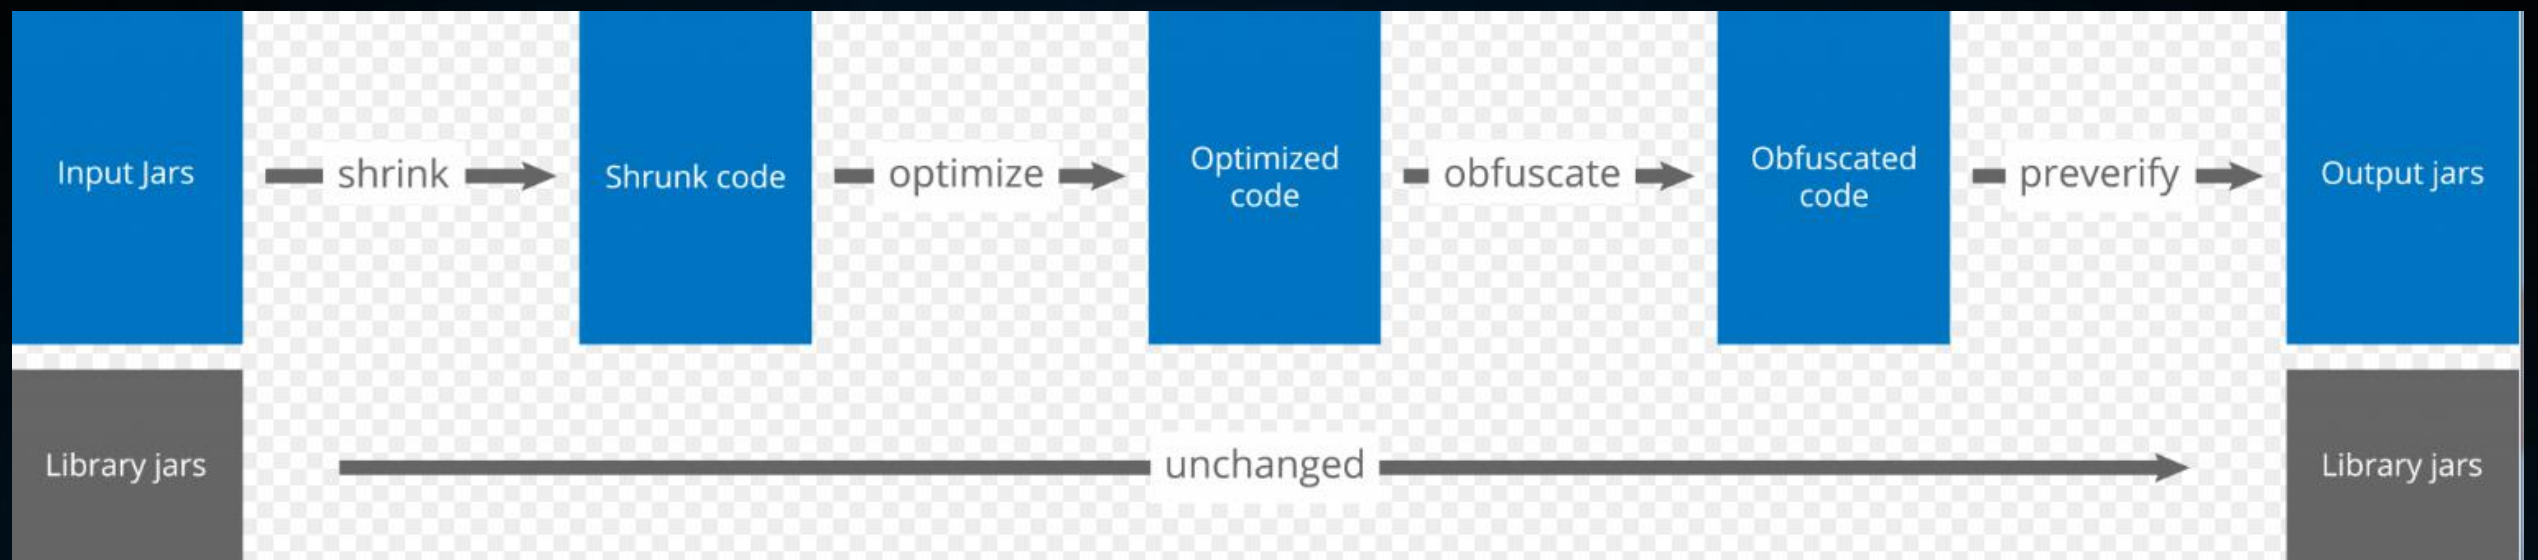 Input Jars
shrink
Shrunk code
optimize
Optimized
code
obfuscate
Obfuscated
code
preverify
Output jars
Library jars
unchanged
Library jars